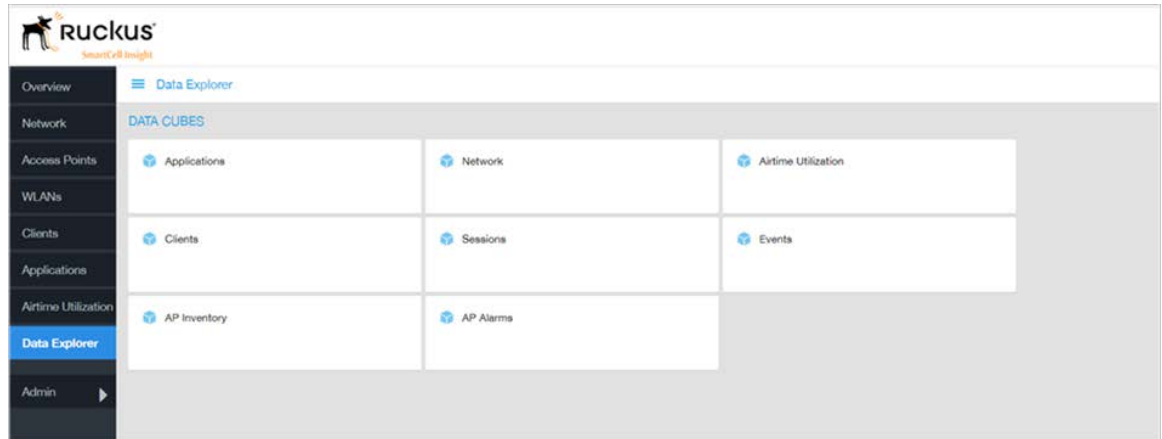 Ruckus
SmartCell Insight
Overview
Network
Access Points
WLANs
Clients
Applications
Airtime Utilization
Data Explorer
Admin
Data Explorer
DATA CUBES
Applications
Network
Airtime Utilization
Clients
Sessions
Events
AP Inventory
AP Alarms